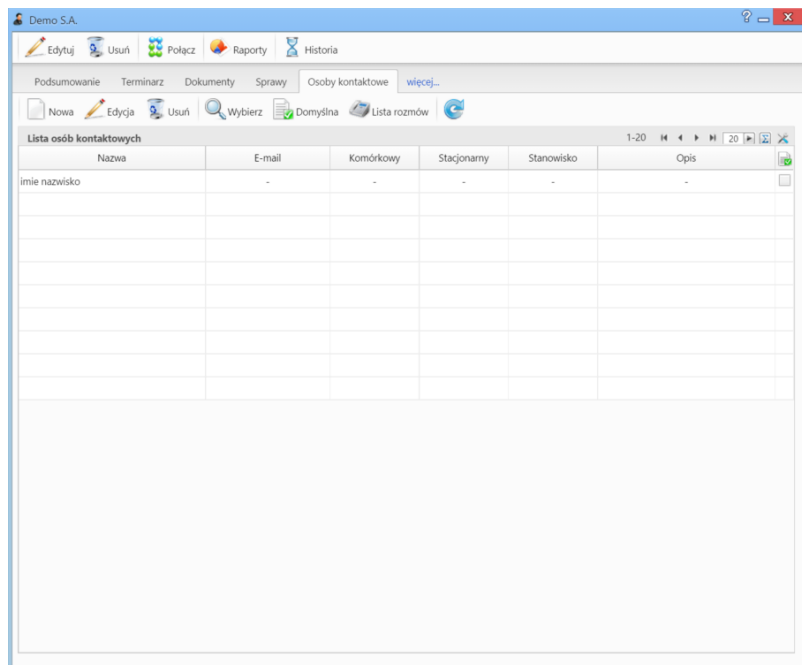 Demo S.A.
Edytuj Usuń Połącz Raporty Historia
Podsumowanie Terminarz Dokumenty Sprawy Osoby kontaktowe więcej...
Nowa Edycja Usuń Wybierz Domyślna Lista rozmów
Lista osób kontaktowych 1-20 20
Nazwa E-mail Komórkowy Stacjonarny Stanowisko Opis
imie nazwisko - - - - -